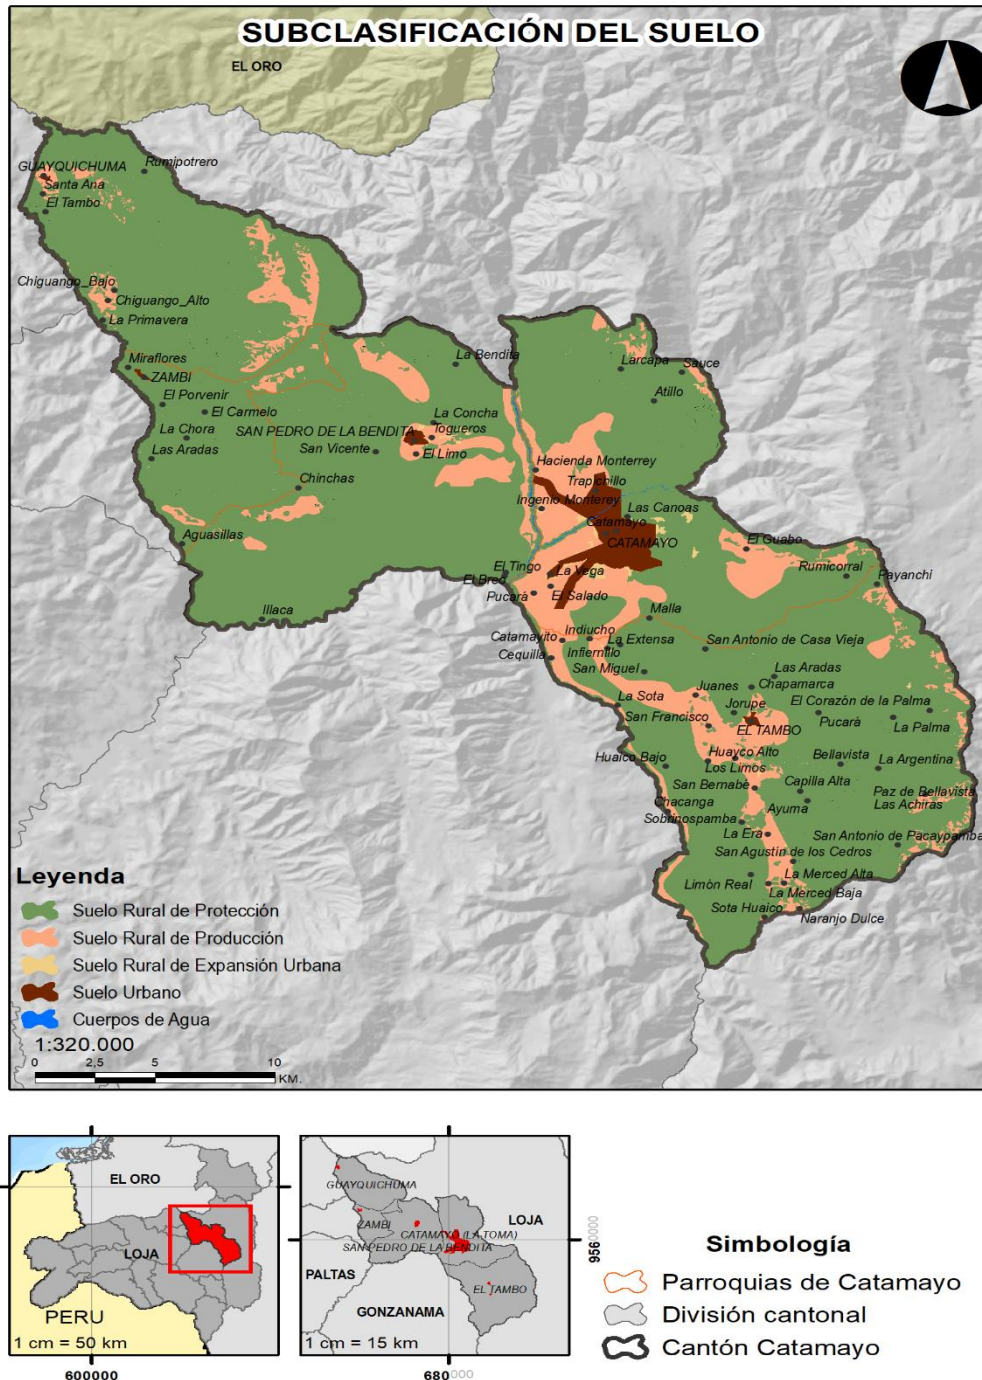 SUBCLASIFICACIÓN DEL SUELO
EL ORO
GUAYQUICHUMA
Rumipotrero
Santa Ana
El Tambo
Chiguango_Bajo
Chiguango_Alto
La Primavera
Miraflores
ZAMBI
El Porvenir
El Carmelo
La Chora
Las Aradas
La Bendita
La Concha
SAN PEDRO DE LA BENDITA
Togueros
San Vicente
El Limo
Chinchas
Aguasillas
Illaca
Larcapa
Sauce
Atillo
Hacienda Monterrey
Trapichillo
Ingenio Monterey
Las Canoas
Catamayo
CATAMAYO
El Guabo
Rumicorral
Payanchi
El Tingo
El Breo
La Vega
Pucará
El Salado
Malla
Catamayito
Indiucho
La Extensa
San Antonio de Casa Vieja
Cequilla
Infiernillo
San Miguel
Las Aradas
Juanes
Chapamarca
La Sota
Jorupe
El Corazón de la Palma
San Francisco
EL TAMBO
Pucará
La Palma
Huaico Bajo
Huayco Alto
Los Limos
Bellavista
La Argentina
San Bernabé
Capilla Alta
Paz de Bellavista
Chacanga
Ayuma
Las Achiras
Sobrinospamba
La Era
San Antonio de Pacaypamba
San Agustín de los Cedros
Limón Real
La Merced Alta
La Merced Baja
Sota Huaico
Naranjo Dulce
Leyenda
Suelo Rural de Protección
Suelo Rural de Producción
Suelo Rural de Expansión Urbana
Suelo Urbano
Cuerpos de Agua
1:320.000
0 2,5 5 10
KM.
EL ORO
LOJA
PERU
1 cm = 50 km
600000
GUAYQUICHUMA
ZAMBI
LOJA
CATAMAYO (LA TOMA)
SAN PEDRO DE LA BENDITA
PALTAS
EL TAMBO
GONZANAMA
1 cm = 15 km
680000
9560000
Simbología
Parroquias de Catamayo
División cantonal
Cantón Catamayo